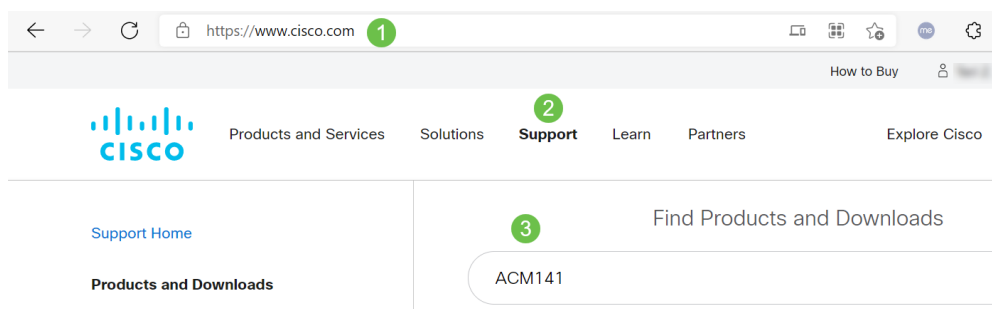 https://www.cisco.com 1
me
How to Buy
2
CISCO
Products and Services Solutions Support Learn Partners Explore Cisco
3
Find Products and Downloads
Support Home
ACM141
Products and Downloads